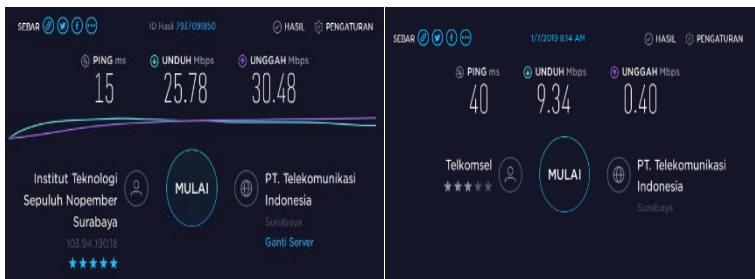 SEBAR
ID Hasil 7937091850
HASIL
PENGATURAN
PING ms
UNDUH Mbps
UNGGAH Mbps
15
25.78
30.48
Institut Teknologi
Sepuluh Nopember
Surabaya
103.94.190.18
MULAI
PT. Telekomunikasi
Indonesia
Surabaya
Ganti Server
SEBAR
1/7/2019 8:14 AM
HASIL
PENGATURAN
PING ms
UNDUH Mbps
UNGGAH Mbps
40
9.34
0.40
Telkomsel
MULAI
PT. Telekomunikasi
Indonesia
Surabaya